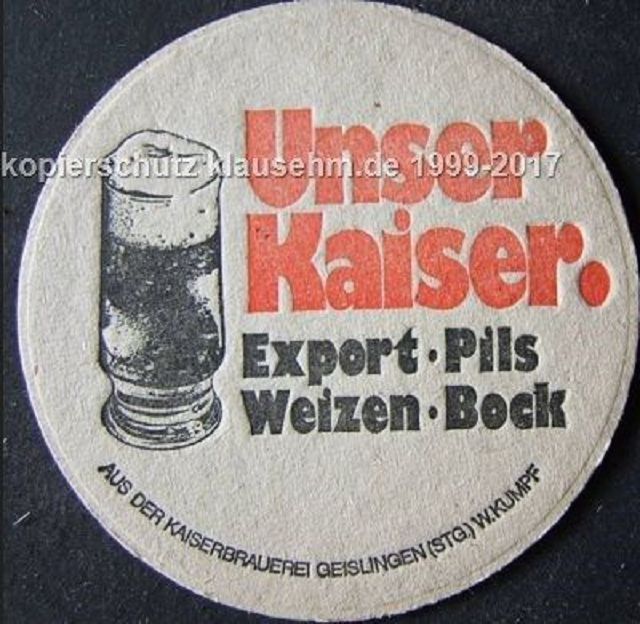 Unser
kopierschutz klausehm.de 1999-2017
Kaiser.
Export · Pils
Weizen · Bock
AUS DER KAISERBRAUEREI GEISLINGEN (STG.) W.KUMPF